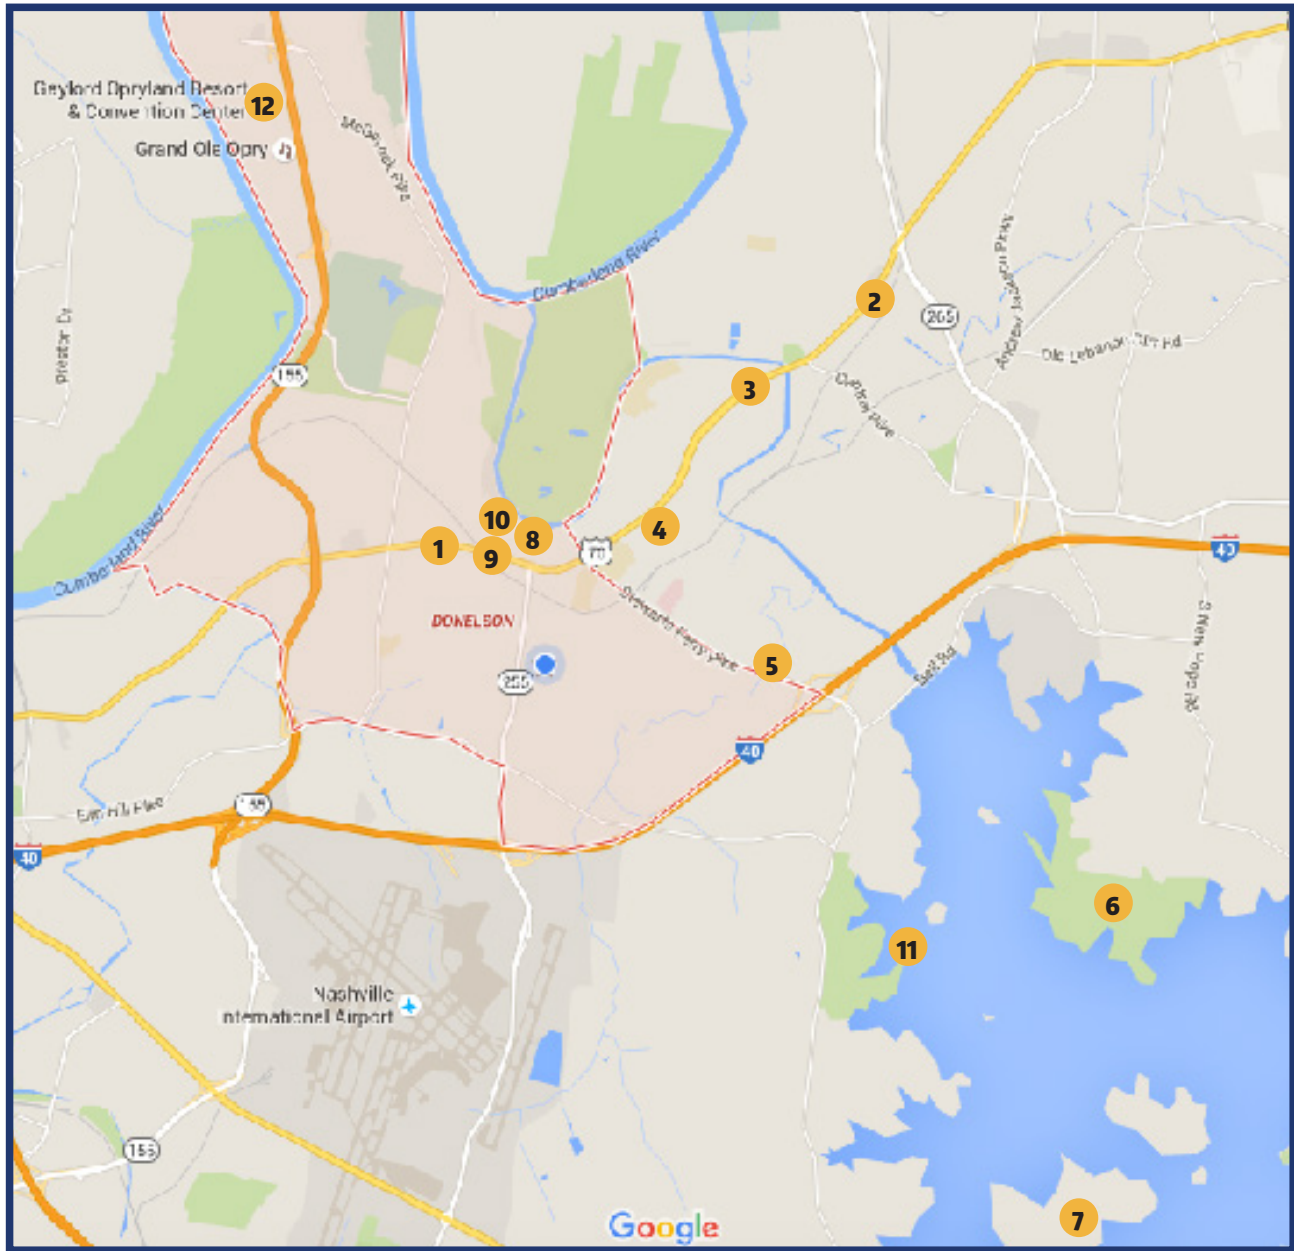 Gaylord Opryland Resort
& Convention Center
12
Grand Ole Opry
McGavock Pike
Cumberland River
2
265
Andrew Jackson Pkwy
Old Lebanon Dirt Rd
155
3
Central Pike
10
1
9
8
70
4
Cumberland River
DONELSON
Stewarts Ferry Pike
5
255
40
Bell Rd
S New Hope Rd
40
Elm Hill Pike
155
40
6
11
Nashville
International Airport
155
7
Google